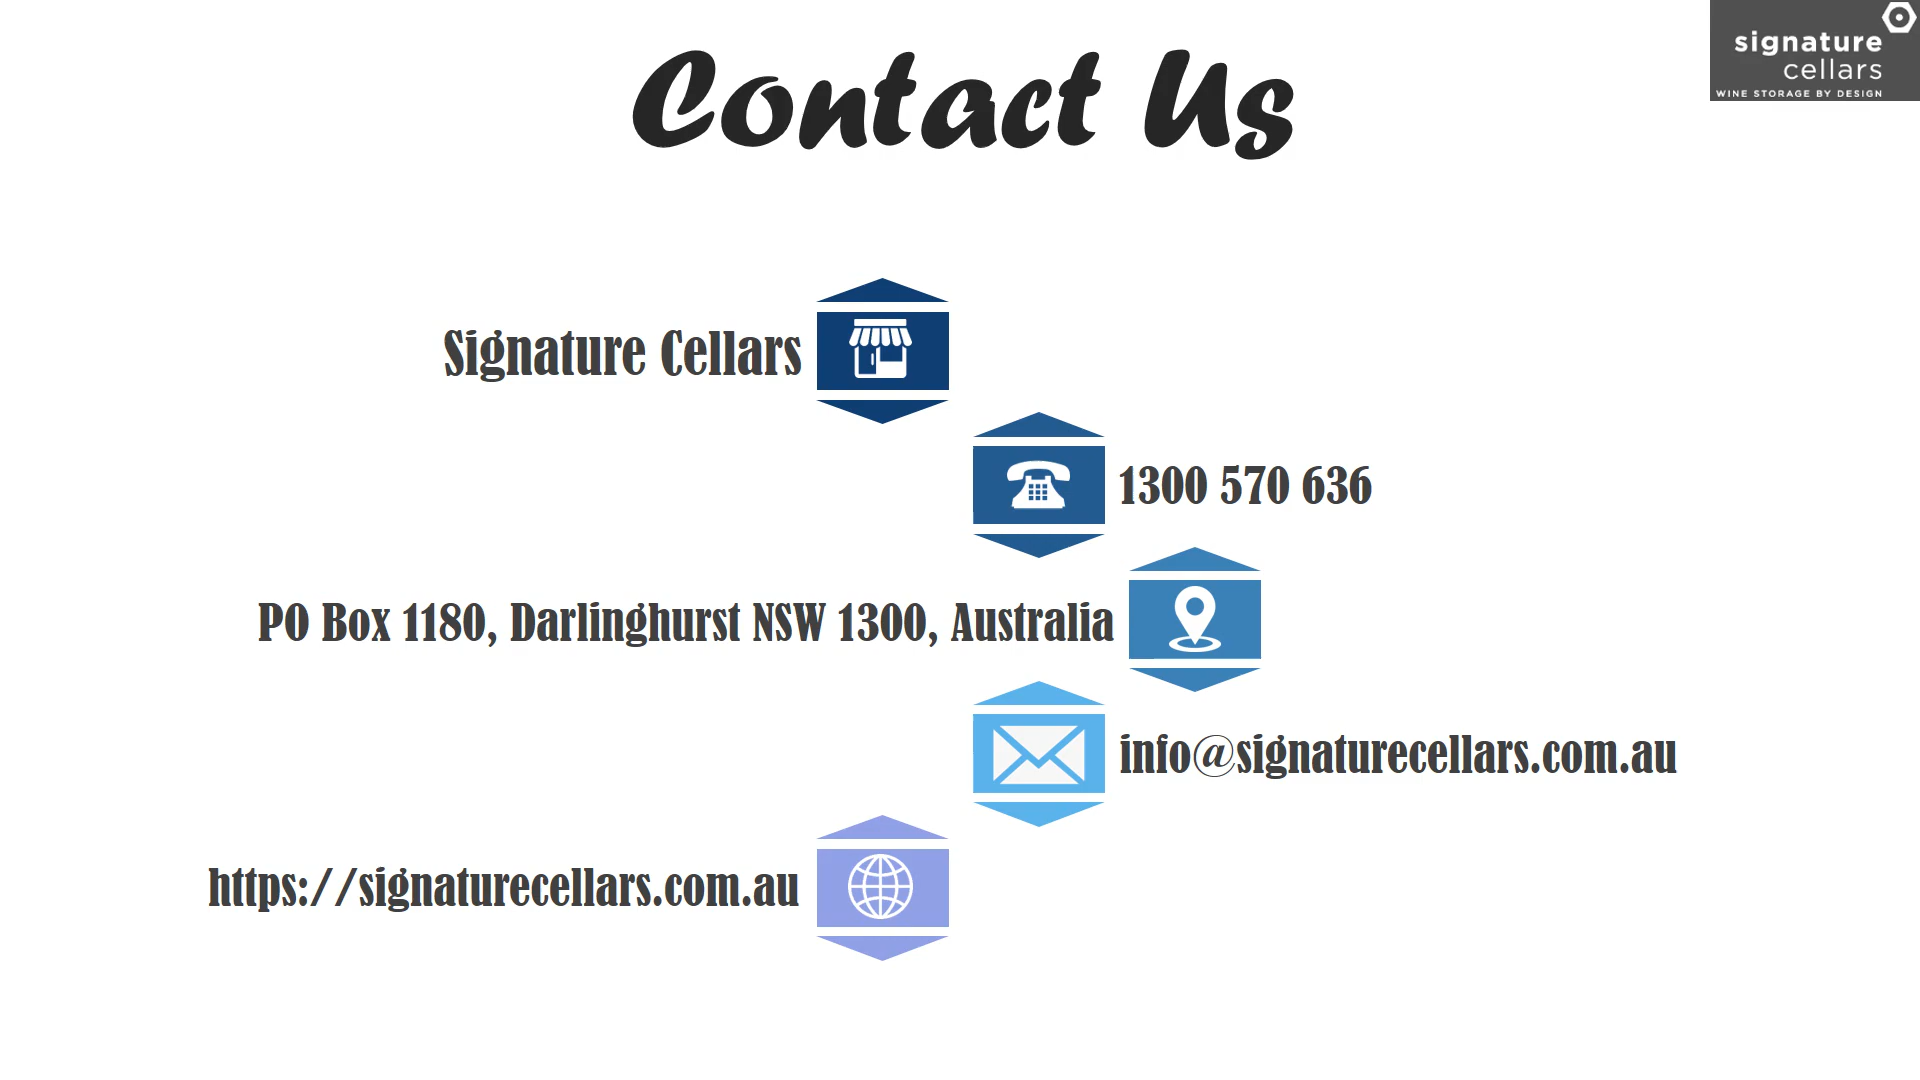 Contact Us
signature
cellars
WINE STORAGE BY DESIGN
Signature Cellars
1300 570 636
PO Box 1180, Darlinghurst NSW 1300, Australia
info@signaturecellars.com.au
https://signaturecellars.com.au